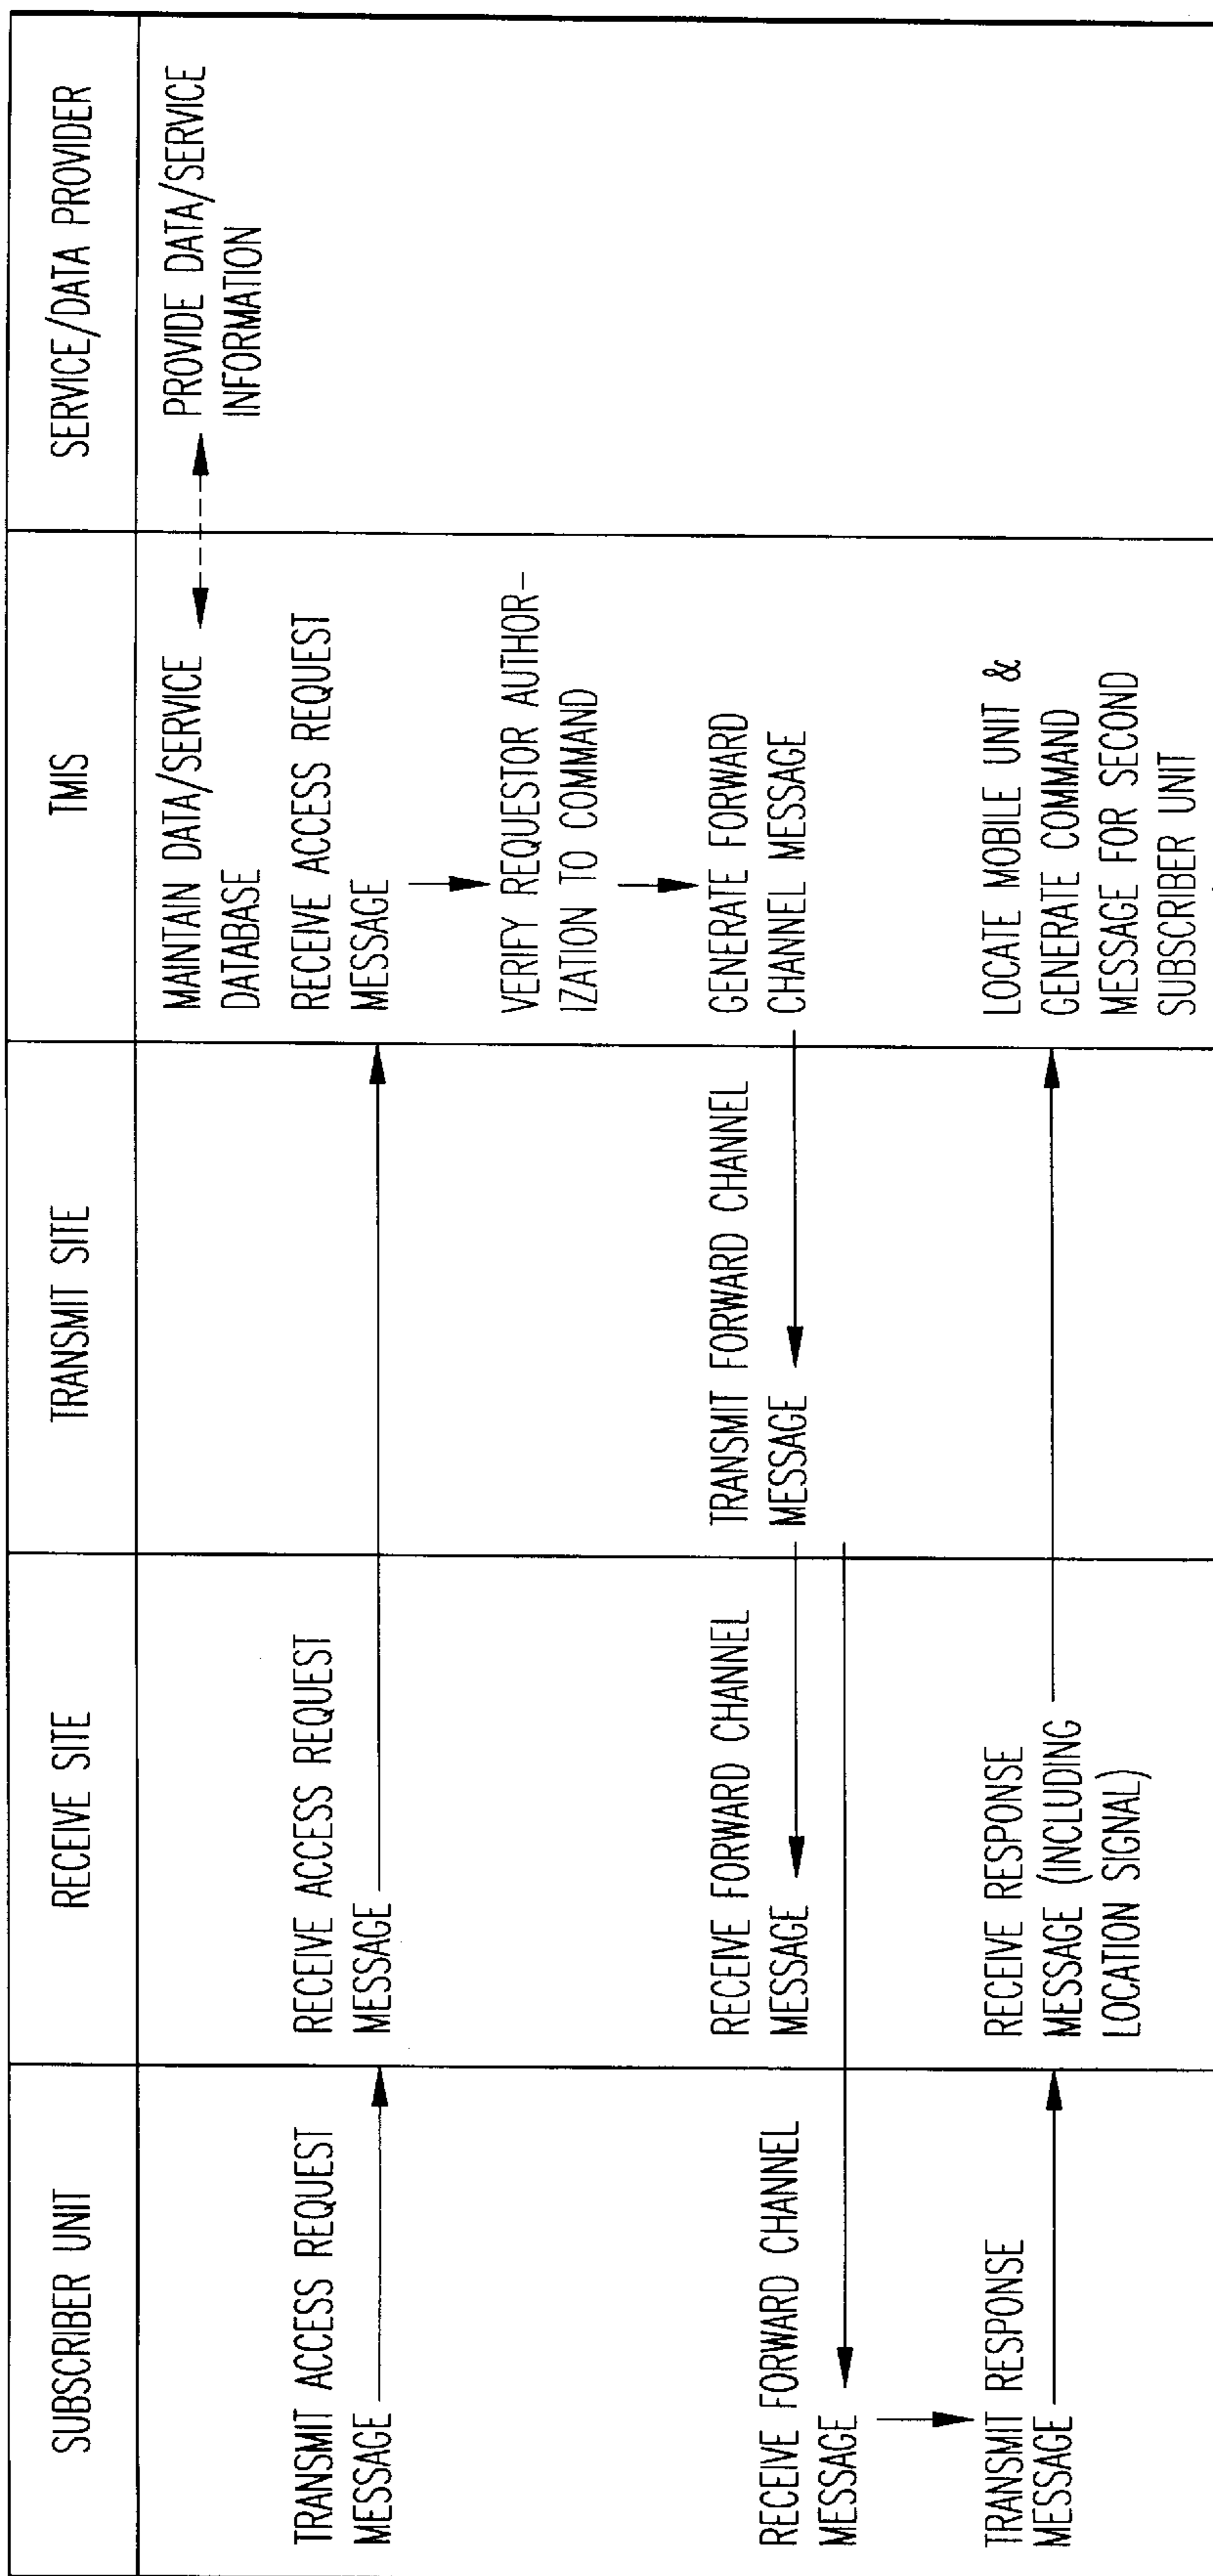 SUBSCRIBER UNIT
RECEIVE SITE
TRANSMIT SITE
TMIS
SERVICE/DATA PROVIDER
MAINTAIN DATA/SERVICE
DATABASE
PROVIDE DATA/SERVICE
INFORMATION
TRANSMIT ACCESS REQUEST
MESSAGE
RECEIVE ACCESS REQUEST
MESSAGE
RECEIVE ACCESS REQUEST
MESSAGE
VERIFY REQUESTOR AUTHOR-
IZATION TO COMMAND
GENERATE FORWARD
CHANNEL MESSAGE
TRANSMIT FORWARD CHANNEL
MESSAGE
RECEIVE FORWARD CHANNEL
MESSAGE
RECEIVE FORWARD CHANNEL
MESSAGE
TRANSMIT RESPONSE
MESSAGE
RECEIVE RESPONSE
MESSAGE (INCLUDING
LOCATION SIGNAL)
LOCATE MOBILE UNIT &
GENERATE COMMAND
MESSAGE FOR SECOND
SUBSCRIBER UNIT